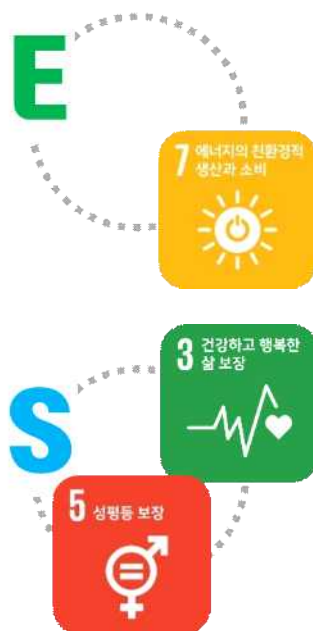 E
7 에너지의 친환경적
생산과 소비
3 건강하고 행복한
삶 보장
S
5 성평등 보장